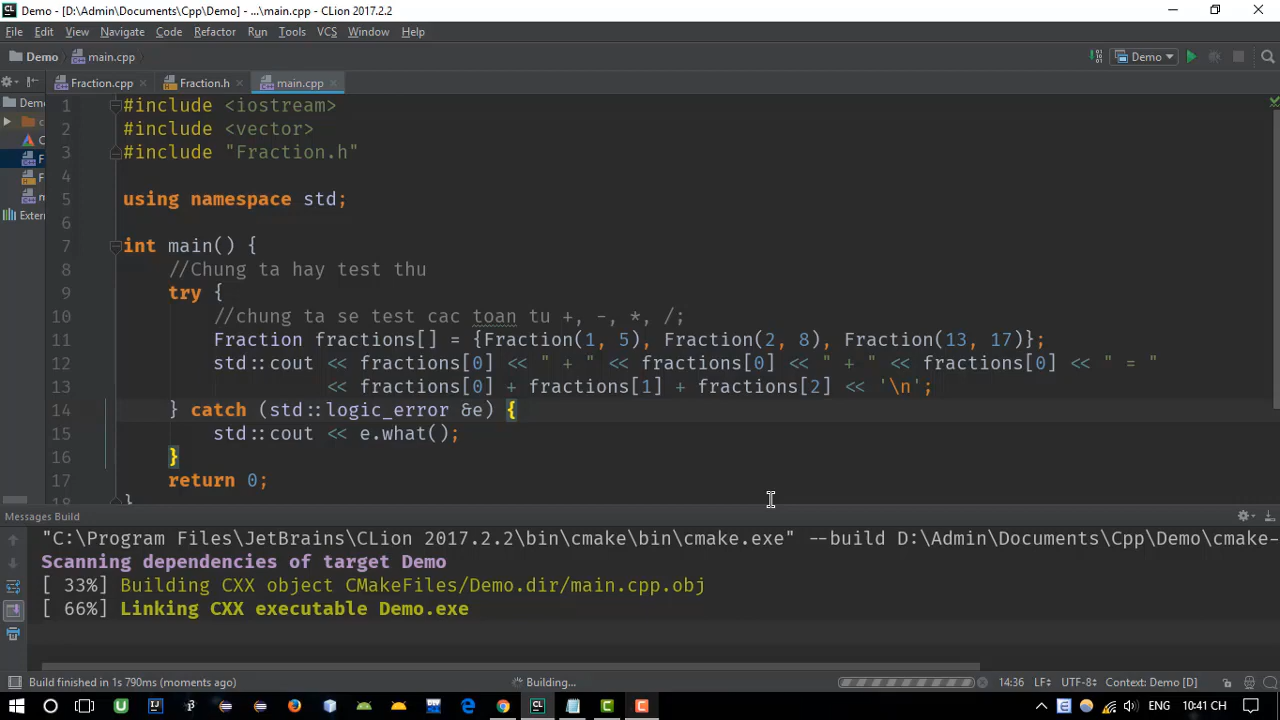 Demo - [D:\Admin\Documents\Cpp\Demo] - ...\main.cpp - CLion 2017.2.2
File Edit View Navigate Code Refactor Run Tools VCS Window Help
Demo main.cpp Demo
Fraction.cpp Fraction.h main.cpp
Demo
Exter
1 #include <iostream>
2 #include <vector>
3 #include "Fraction.h"
4
5 using namespace std;
6
7 int main() {
8 //Chung ta hay test thu
9 try {
10 //chung ta se test cac toan tu +, -, *, /;
11 Fraction fractions[] = {Fraction(1, 5), Fraction(2, 8), Fraction(13, 17)};
12 std::cout << fractions[0] << " + " << fractions[0] << " + " << fractions[0] << " = "
13 << fractions[0] + fractions[1] + fractions[2] << '\n';
14 } catch (std::logic_error &e) {
15 std::cout << e.what();
16 }
17 return 0;
18 }
Messages Build
"C:\Program Files\JetBrains\CLion 2017.2.2\bin\cmake\bin\cmake.exe" --build D:\Admin\Documents\Cpp\Demo\cmake-
Scanning dependencies of target Demo
[ 33%] Building CXX object CMakeFiles/Demo.dir/main.cpp.obj
[ 66%] Linking CXX executable Demo.exe
Build finished in 1s 790ms (moments ago) Building... 14:36 LF÷ UTF-8÷ Context: Demo [D]
ENG 10:41 CH